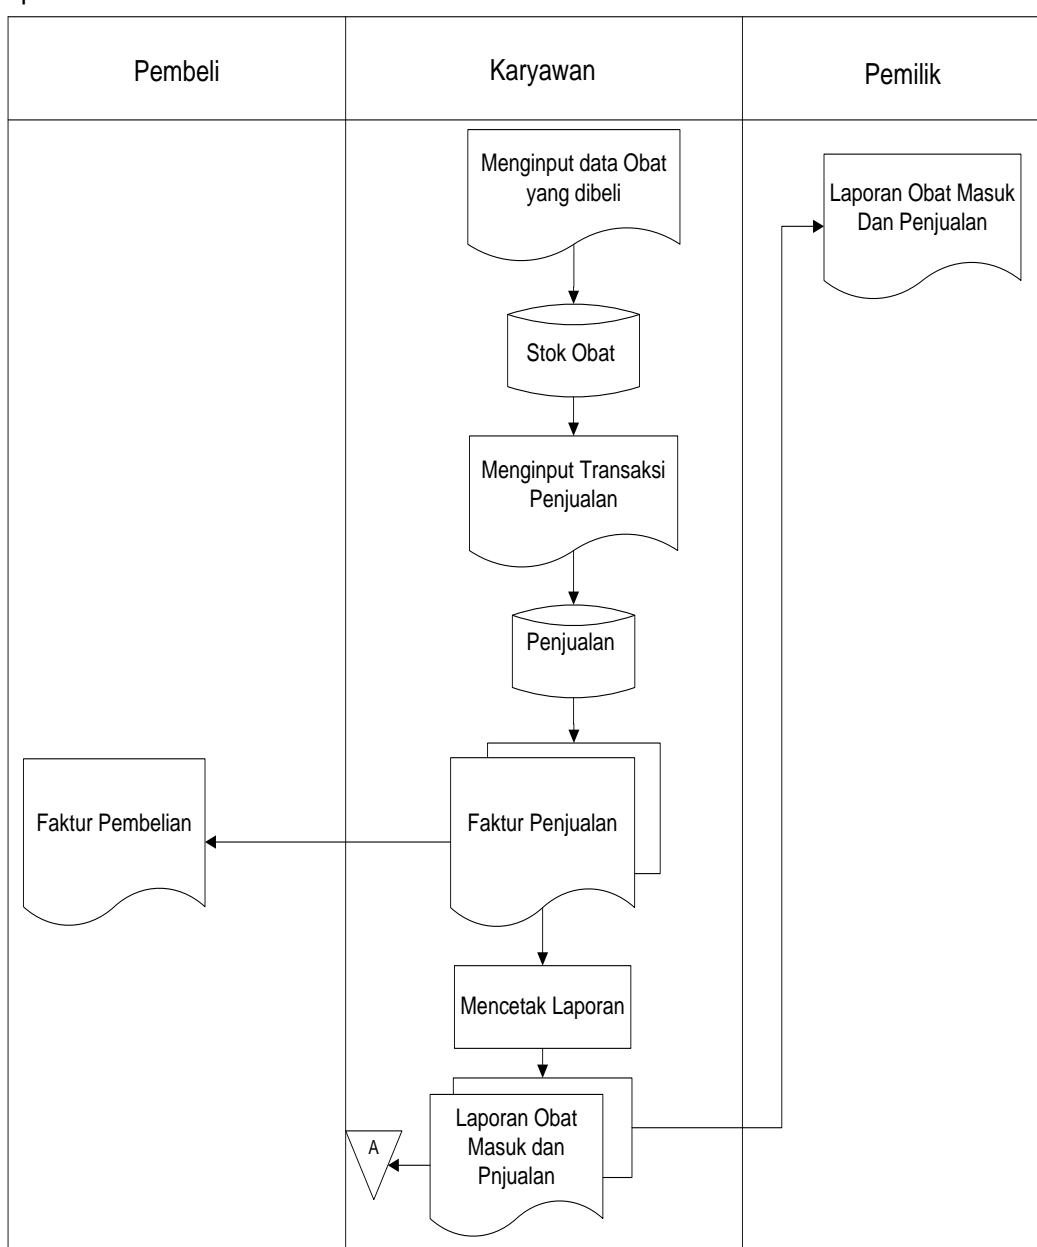 Pembeli
Karyawan
Pemilik
Menginput data Obat
yang dibeli
Laporan Obat Masuk
Dan Penjualan
Stok Obat
Menginput Transaksi
Penjualan
Penjualan
Faktur Pembelian
Faktur Penjualan
Mencetak Laporan
Laporan Obat
Masuk dan
Pnjualan
A